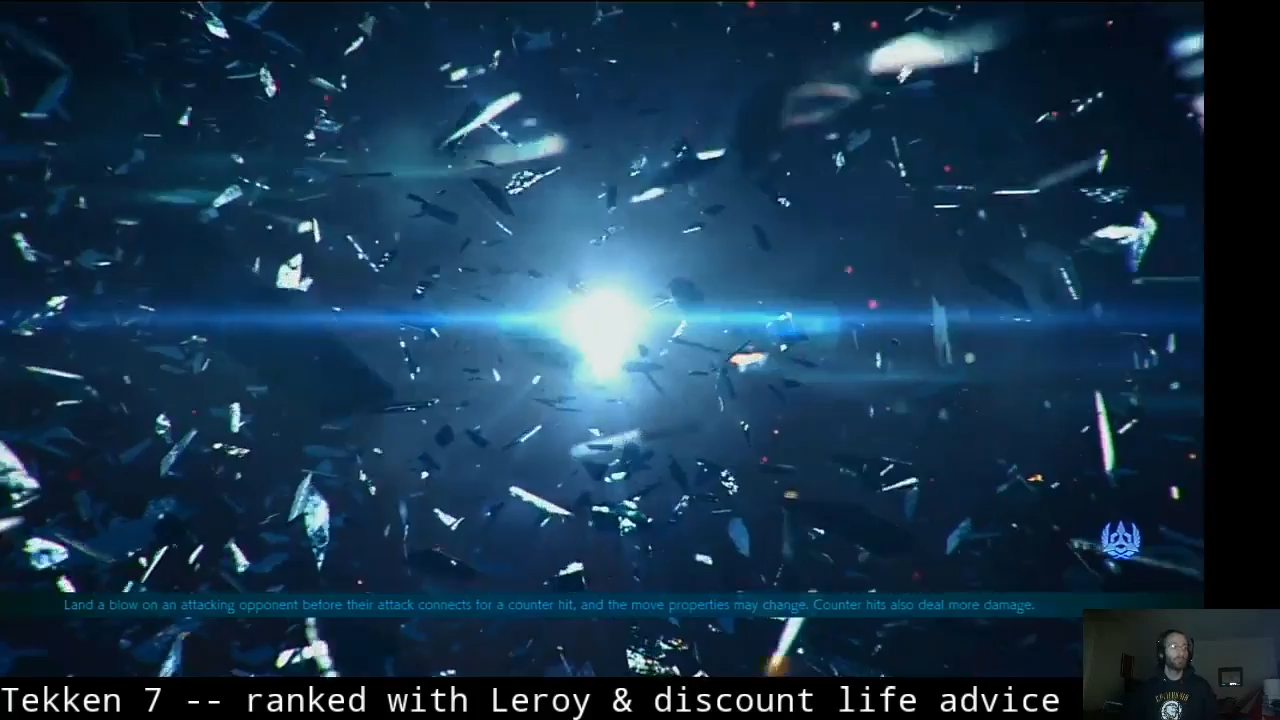 Land a blow on an attacking opponent before their attack connects for a counter hit, and the move properties may change. Counter hits also deal more damage.
Tekken 7 -- ranked with Leroy & discount life advice